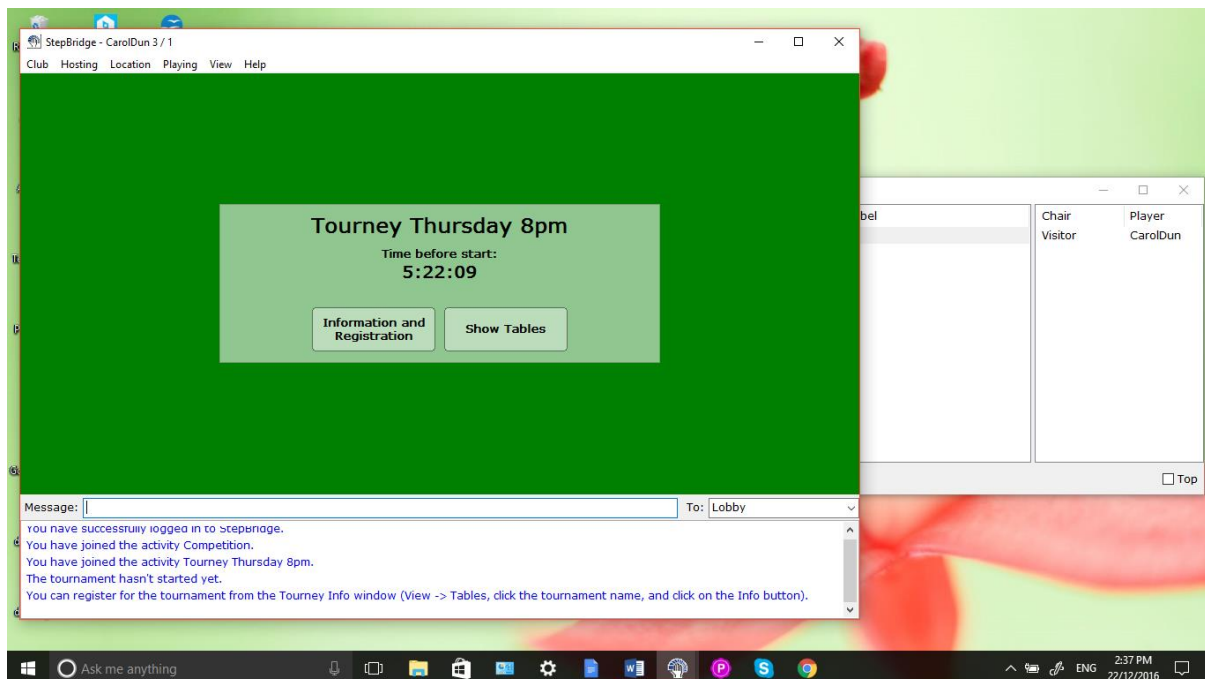 StepBridge - CarolDun 3 / 1
Club Hosting Location Playing View Help
Tourney Thursday 8pm
Time before start:
5:22:09
Information and
Registration
Show Tables
bel
Chair Player
Visitor CarolDun
Top
Message: To: Lobby
You have successfully logged in to StepBridge.
You have joined the activity Competition.
You have joined the activity Tourney Thursday 8pm.
The tournament hasn't started yet.
You can register for the tournament from the Tourney Info window (View -> Tables, click the tournament name, and click on the Info button).
Ask me anything
ENG
2:37 PM
22/12/2016